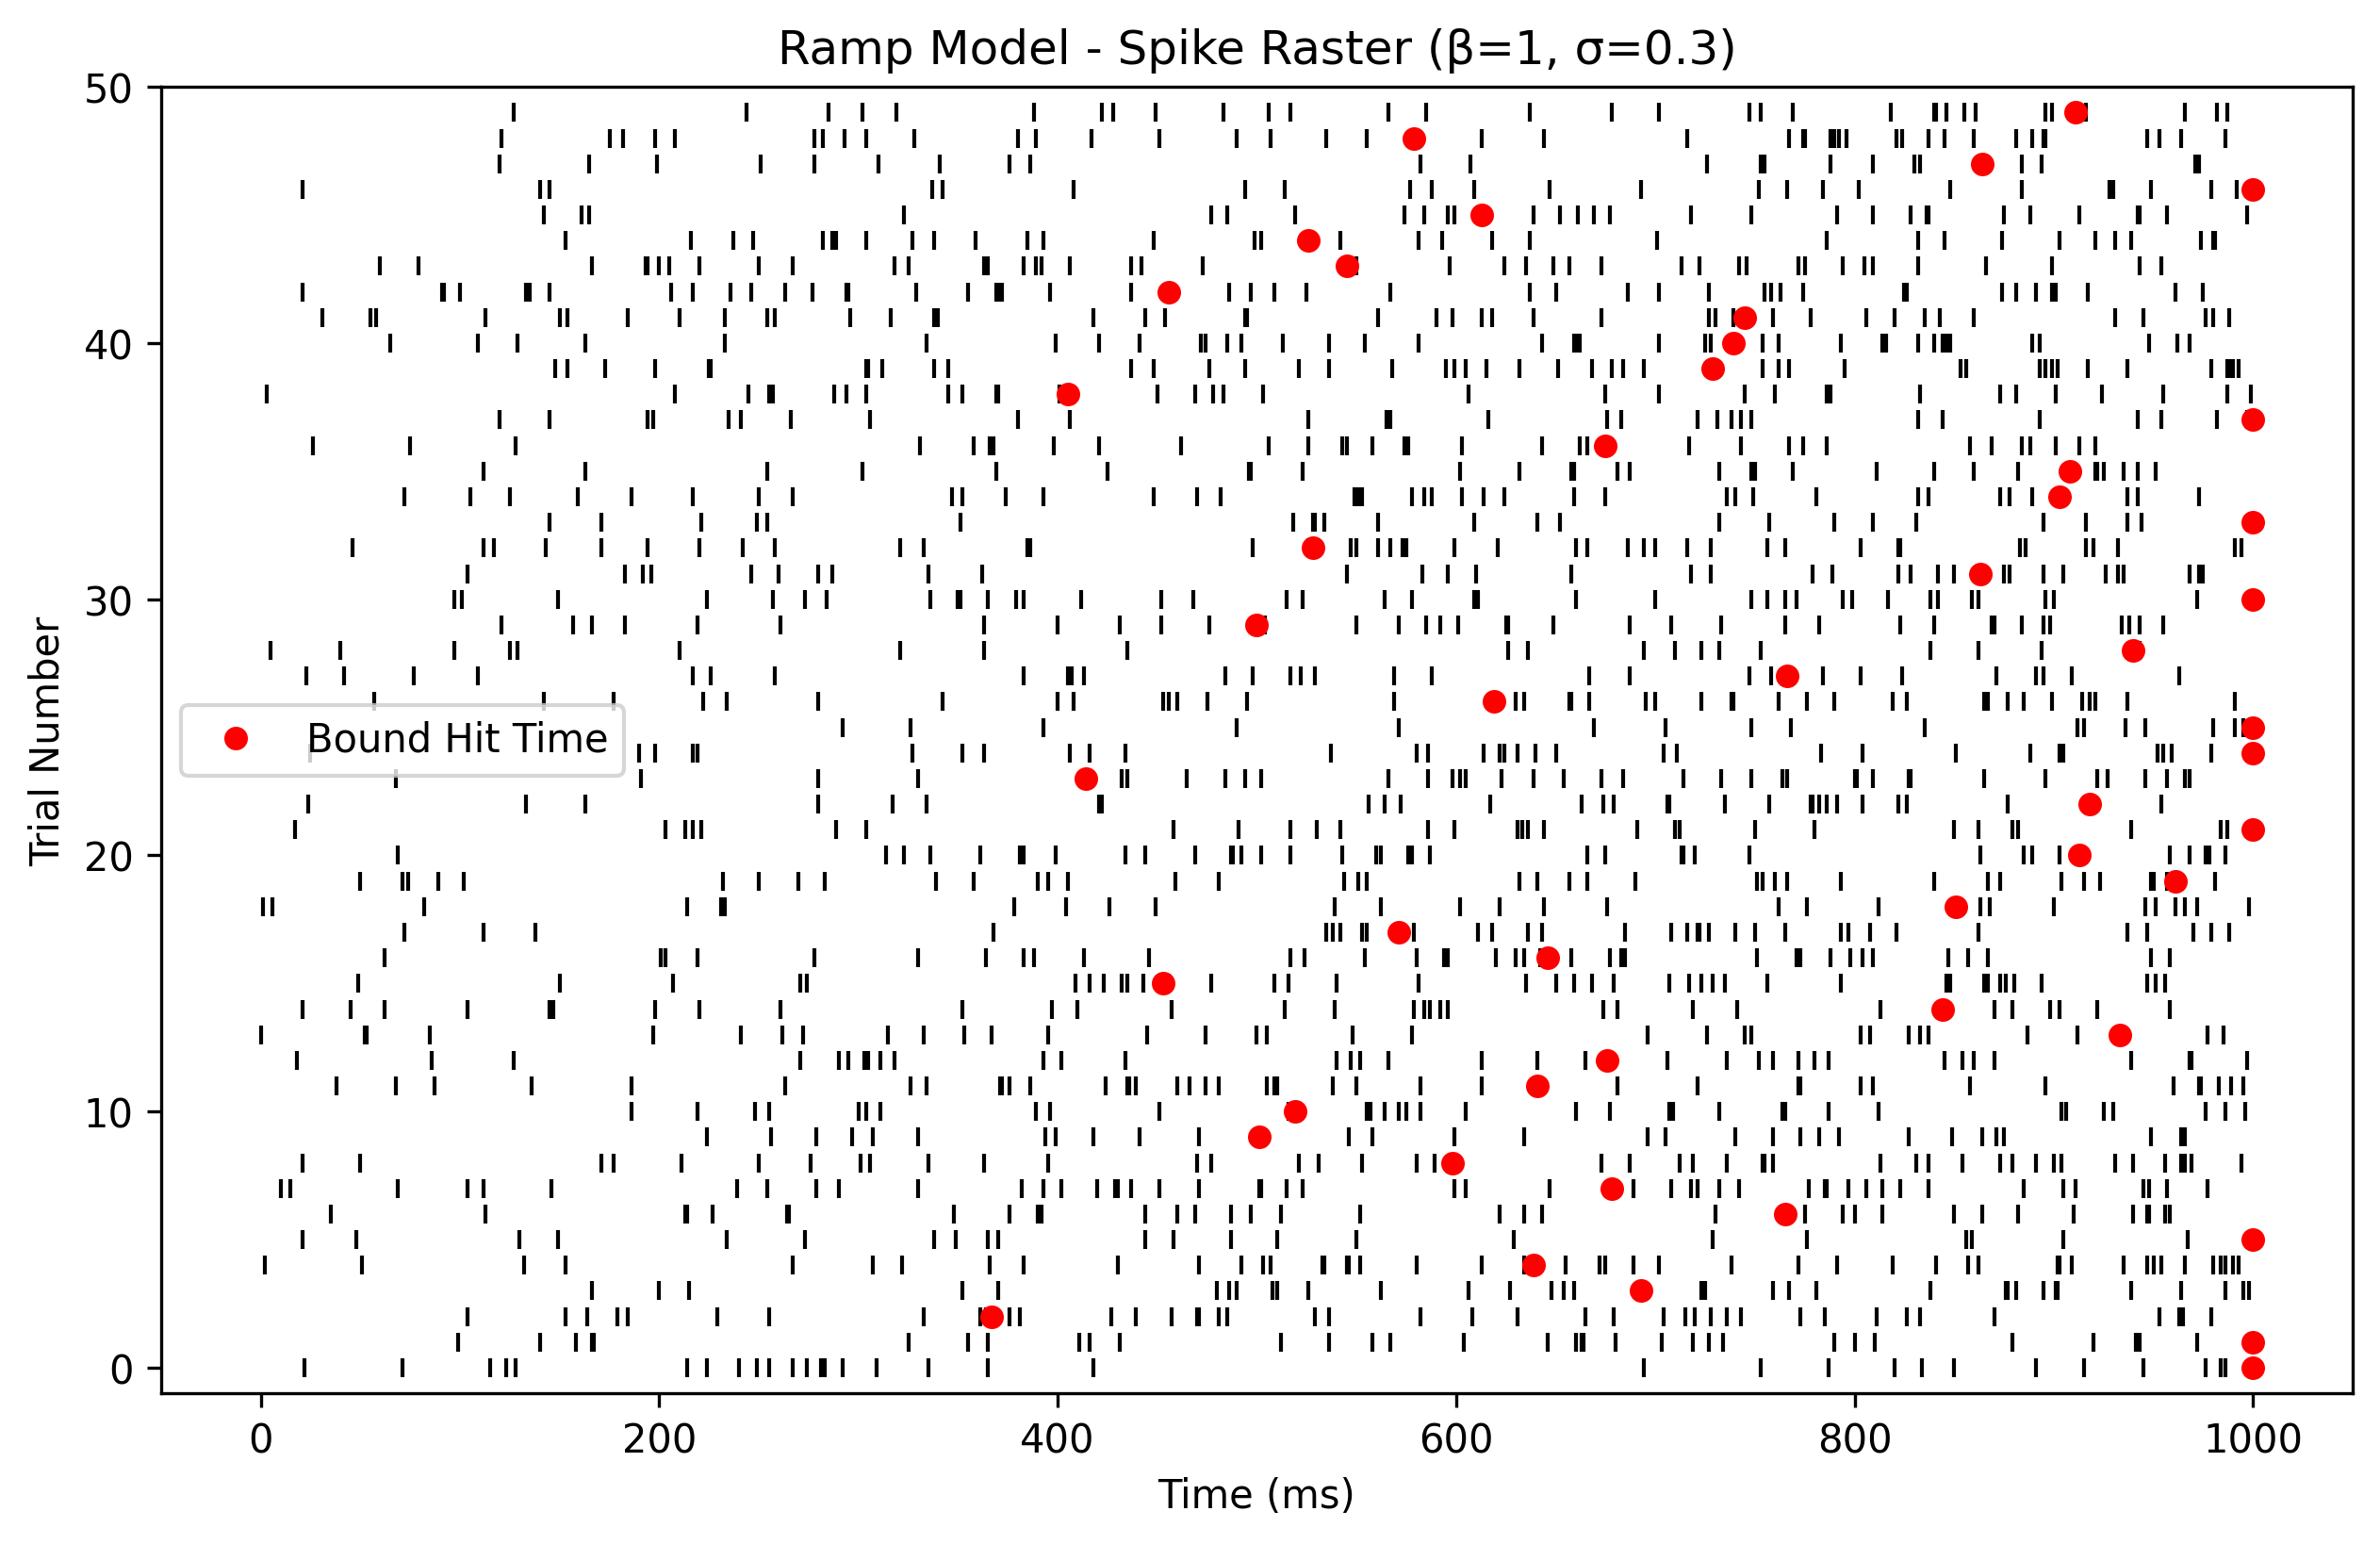 Ramp Model - Spike Raster (β=1, σ=0.3)
50
40
30
20
10
0
Trial Number
Bound Hit Time
0 200 400 600 800 1000
Time (ms)